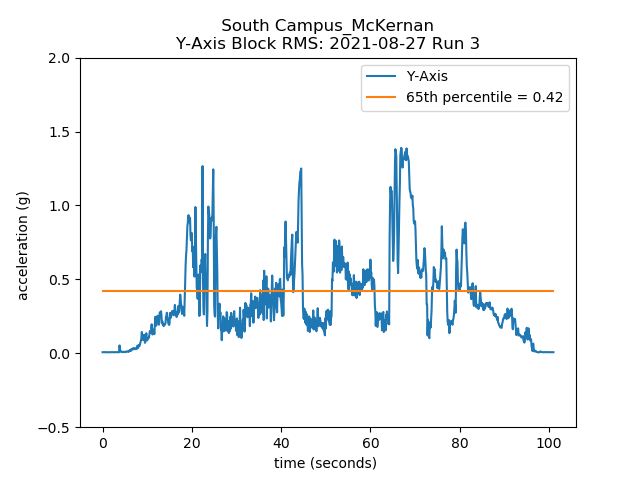 South Campus_McKernan
Y-Axis Block RMS: 2021-08-27 Run 3
Y-Axis
65th percentile = 0.42
2.0
1.5
1.0
0.5
0.0
−0.5
acceleration (g)
0 20 40 60 80 100
time (seconds)